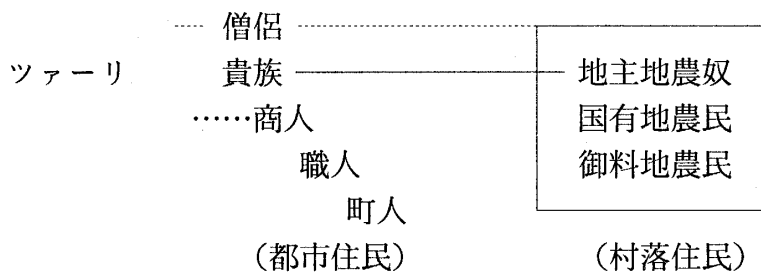 僧侶
ツァーリ 貴族 地主地農奴
……商人 国有地農民
職人 御料地農民
町人
（都市住民） （村落住民）